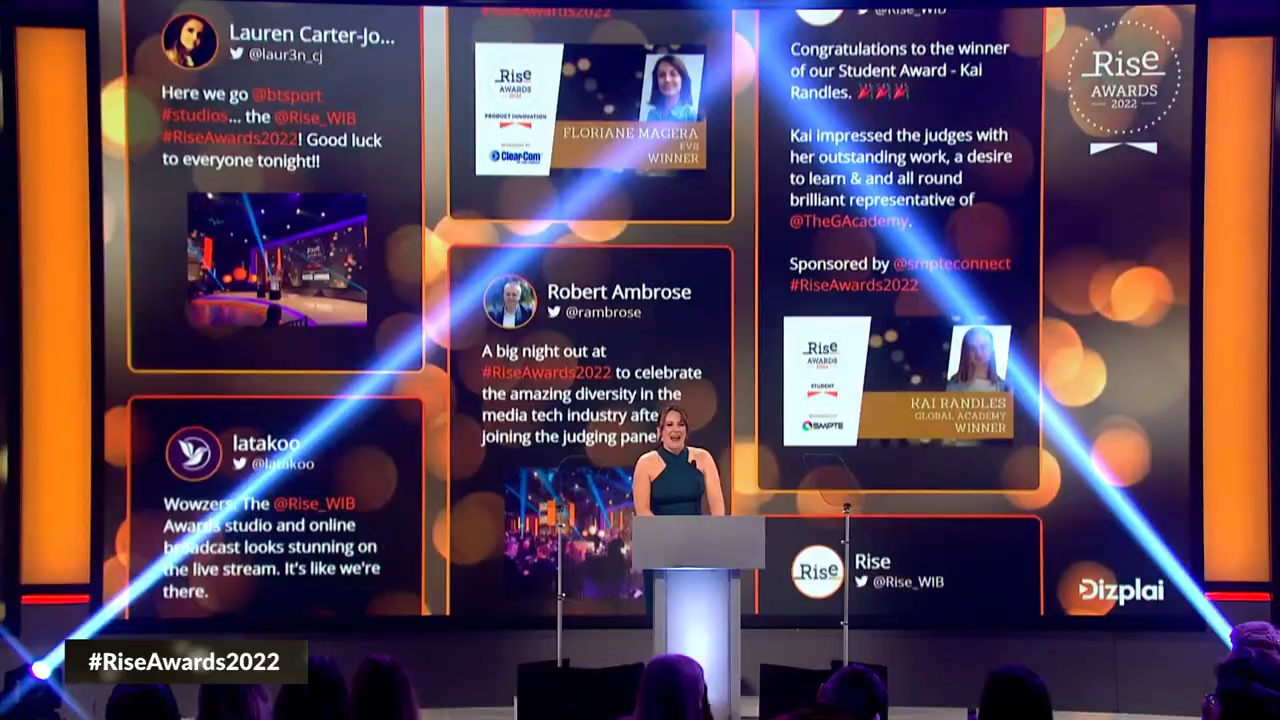 Lauren Carter-Jo...
@laur3n_cj
Here we go @btsport
#studios... the @Rise_WIB
#RiseAwards2022! Good luck
to everyone tonight!!
latakoo
@latakoo
Wowzers. The @Rise_WIB
Awards studio and online
broadcast looks stunning on
the live stream. It's like we're
there.
#RiseAwards2022
Rise
AWARDS
2022
PRODUCT INNOVATION
Clear-Com
FLORIANE MAGERA
EVS
WINNER
Robert Ambrose
@rambrose
A big night out at
#RiseAwards2022 to celebrate
the amazing diversity in the
media tech industry afte
joining the judging panel
@Rise_WIB
Congratulations to the winner
of our Student Award - Kai
Randles. 🎉🎉🎉
Kai impressed the judges with
her outstanding work, a desire
to learn & and all round
brilliant representative of
@TheGAcademy.
Sponsored by @smpteconnect
#RiseAwards2022
Rise
AWARDS
STUDENT
SMPTE
KAI RANDLES
GLOBAL ACADEMY
WINNER
Rise
Rise
@Rise_WIB
Rise
AWARDS
2022
Dizplai
#RiseAwards2022